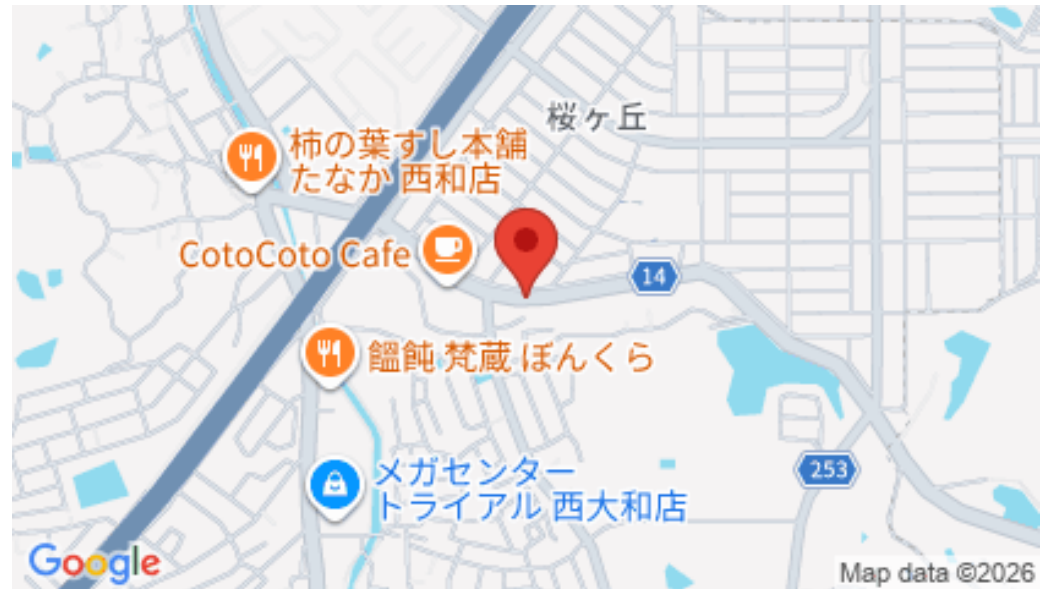 桜ヶ丘
柿の葉すし本舗
たなか 西和店
CotoCoto Cafe
14
饂飩 梵蔵 ぼんくら
253
メガセンター
トライアル 西大和店
Google
Map data ©2026